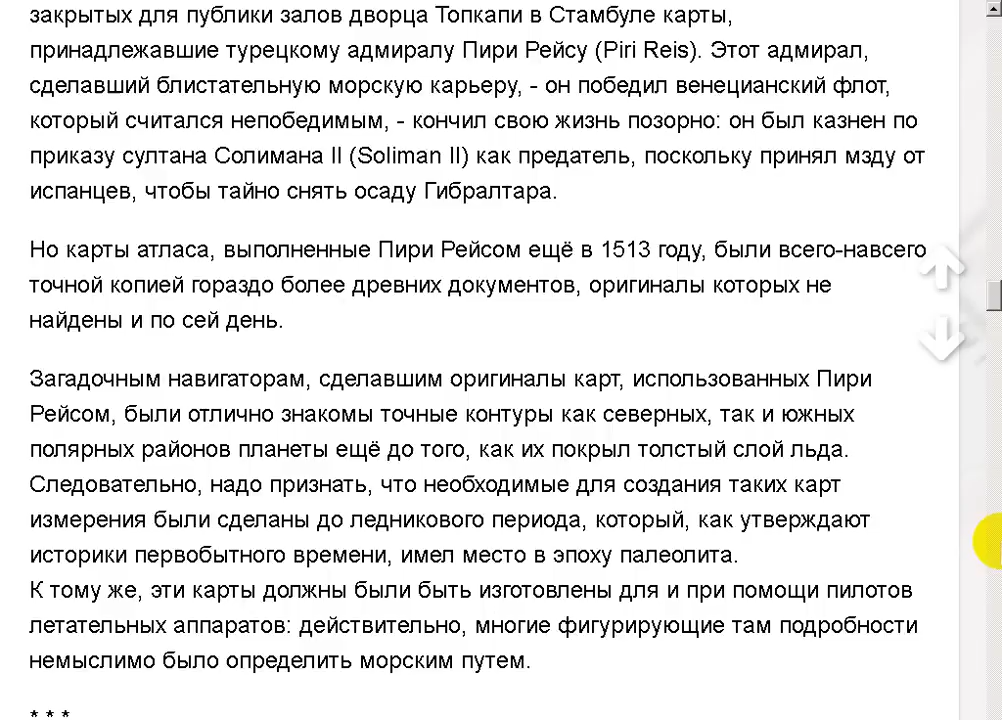 закрытых для публики залов дворца Топкапи в Стамбуле карты,
принадлежавшие турецкому адмиралу Пири Рейсу (Piri Reis). Этот адмирал,
сделавший блистательную морскую карьеру, - он победил венецианский флот,
который считался непобедимым, - кончил свою жизнь позорно: он был казнен по
приказу султана Солимана II (Soliman II) как предатель, поскольку принял мзду от
испанцев, чтобы тайно снять осаду Гибралтара.
Но карты атласа, выполненные Пири Рейсом ещё в 1513 году, были всего-навсего
точной копией гораздо более древних документов, оригиналы которых не
найдены и по сей день.
Загадочным навигаторам, сделавшим оригиналы карт, использованных Пири
Рейсом, были отлично знакомы точные контуры как северных, так и южных
полярных районов планеты ещё до того, как их покрыл толстый слой льда.
Следовательно, надо признать, что необходимые для создания таких карт
измерения были сделаны до ледникового периода, который, как утверждают
историки первобытного времени, имел место в эпоху палеолита.
К тому же, эти карты должны были быть изготовлены для и при помощи пилотов
летательных аппаратов: действительно, многие фигурирующие там подробности
немыслимо было определить морским путем.
* * *